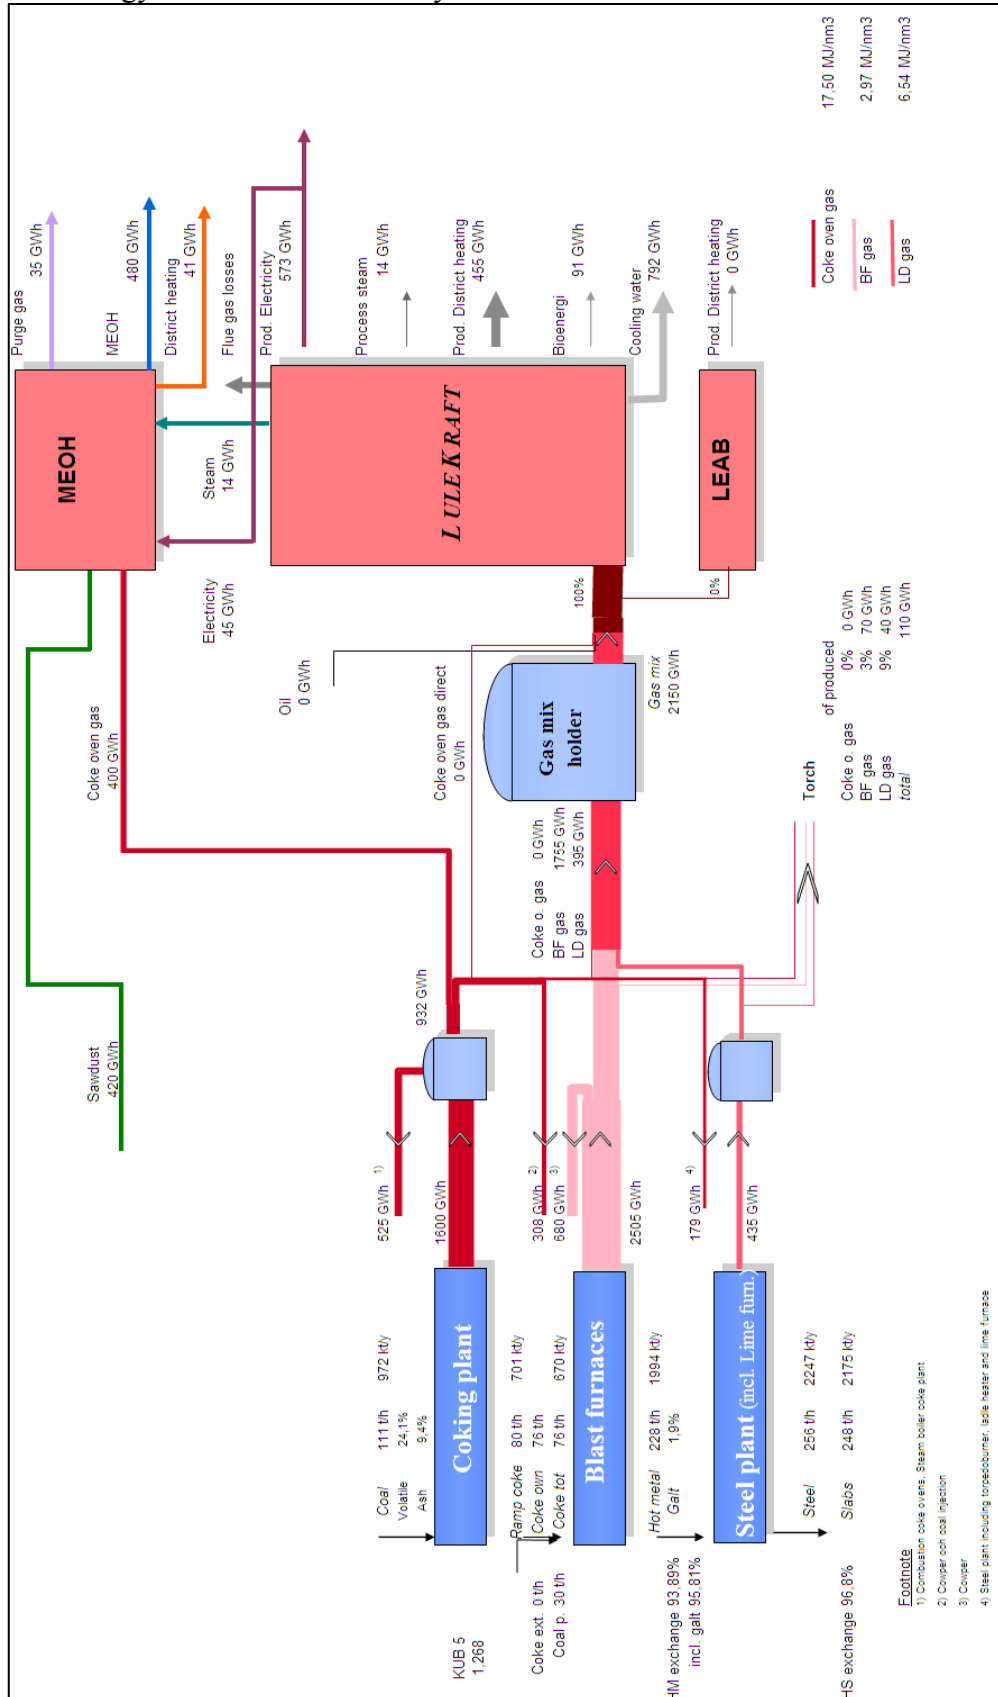 Purge gas
35 GWh
MEOH
480 GWh
District heating
41 GWh
Flue gas losses
Prod. Electricity
573 GWh
Process steam
14 GWh
Prod. District heating
455 GWh
Bioenergi
91 GWh
Cooling water
792 GWh
Prod. District heating
0 GWh
Coke oven gas
17,50 MJ/nm3
BF gas
2,97 MJ/nm3
LD gas
6,54 MJ/nm3
MEOH
Steam
14 GWh
LULEKRAFT
LEAB
Electricity
45 GWh
100%
0%
Oil
0 GWh
Coke oven gas
400 GWh
Coke oven gas direct
0 GWh
Gas mix
holder
Gas mix
2150 GWh
of produced
Coke o. gas 0% 0 GWh
BF gas 3% 70 GWh
LD gas 9% 40 GWh
total 110 GWh
Torch
Coke o. gas 0 GWh
BF gas 1755 GWh
LD gas 395 GWh
Sawdust
420 GWh
932 GWh
525 GWh 1)
1600 GWh
308 GWh 2)
680 GWh 3)
2505 GWh
179 GWh 4)
435 GWh
Coal 111 t/h 972 kt/y
Volatile 24,1%
Ash 9,4%
Coking plant
Ramp coke 80 t/h 701 kt/y
Coke own 76 t/h
Coke tot 76 t/h 670 kt/y
Blast furnaces
Hot metal 228 t/h 1994 kt/y
Galt 1,9%
Steel plant (incl. Lime furn.)
Steel 256 t/h 2247 kt/y
Slabs 248 t/h 2175 kt/y
KUB 5
1,268
Coke ext. 0 t/h
Coal p. 30 t/h
HM exchange 93,89%
incl. galt 95,81%
HS exchange 96,8%
Footnote
1) Combustion coke ovens, Steam boiler coke plant
2) Cowper och coal injection
3) Cowper
4) Steel plant including torpedoburner, ladle heater and lime furnace